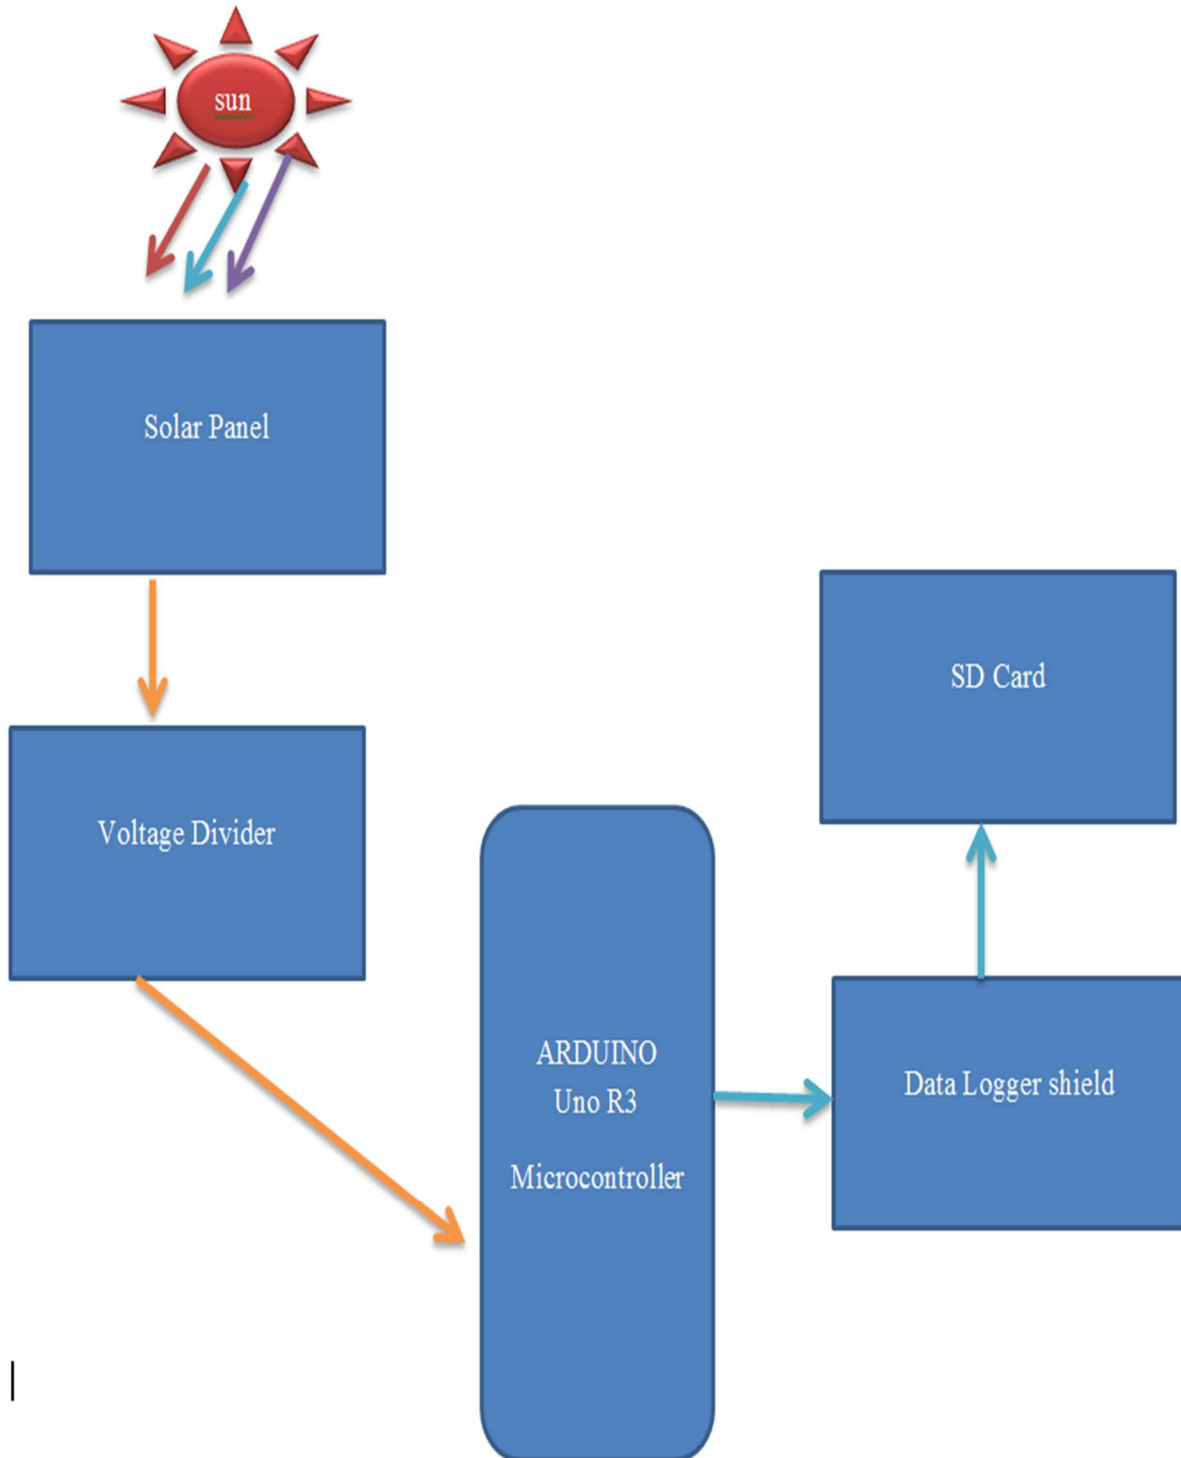 sun
Solar Panel
Voltage Divider
ARDUINO
Uno R3
Microcontroller
Data Logger shield
SD Card